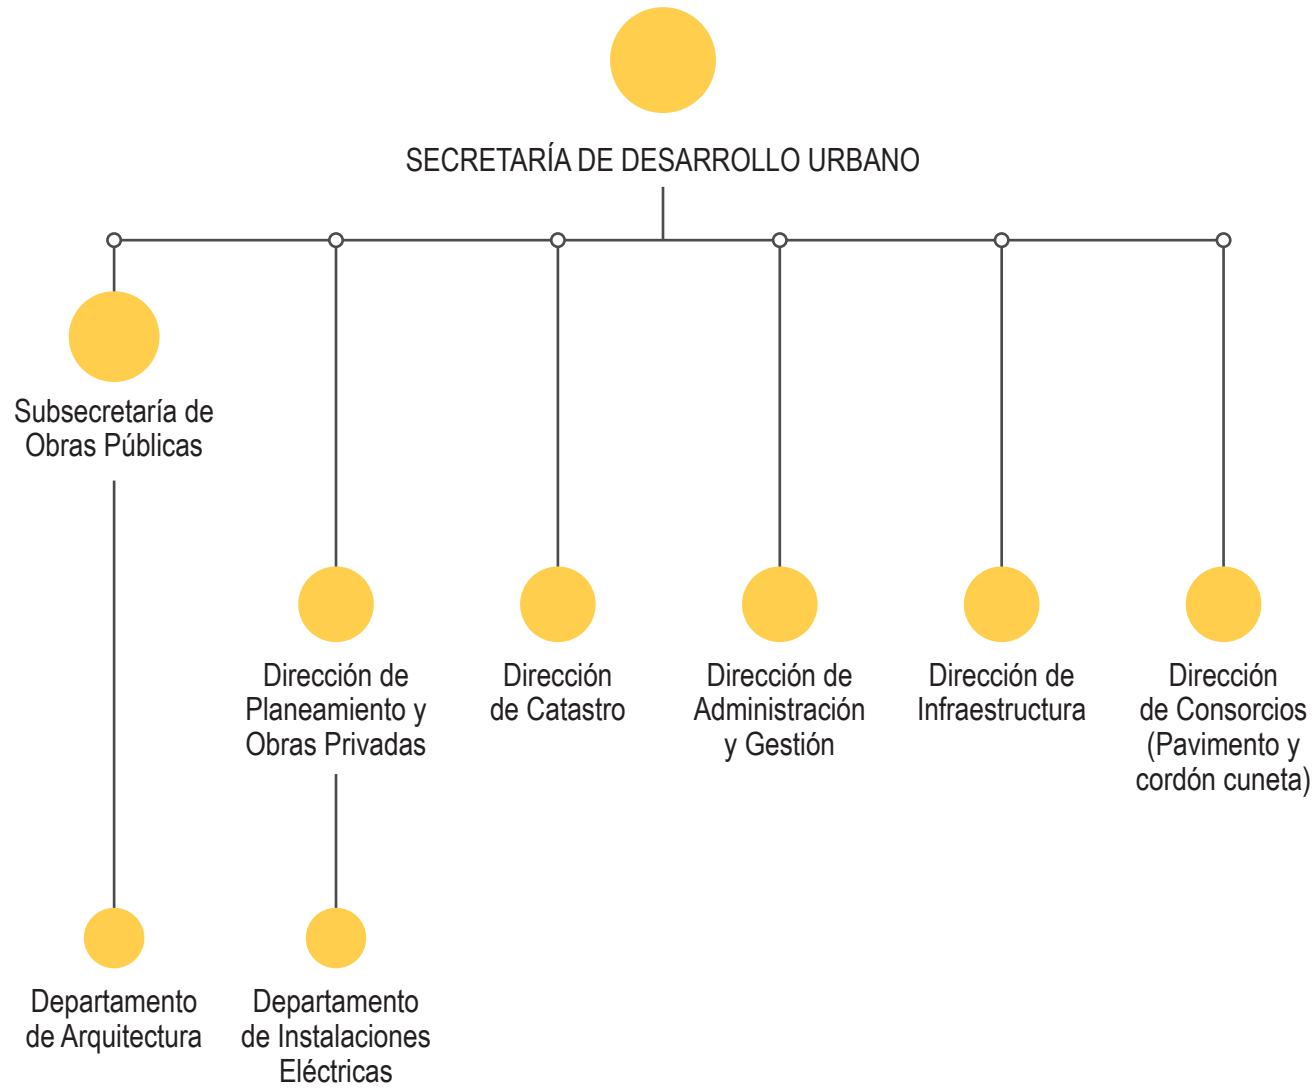 SECRETARÍA DE DESARROLLO URBANO
Subsecretaría de
Obras Públicas
Dirección de
Planeamiento y
Obras Privadas
Dirección
de Catastro
Dirección de
Administración
y Gestión
Dirección de
Infraestructura
Dirección
de Consorcios
(Pavimento y
cordón cuneta)
Departamento
de Arquitectura
Departamento
de Instalaciones
Eléctricas